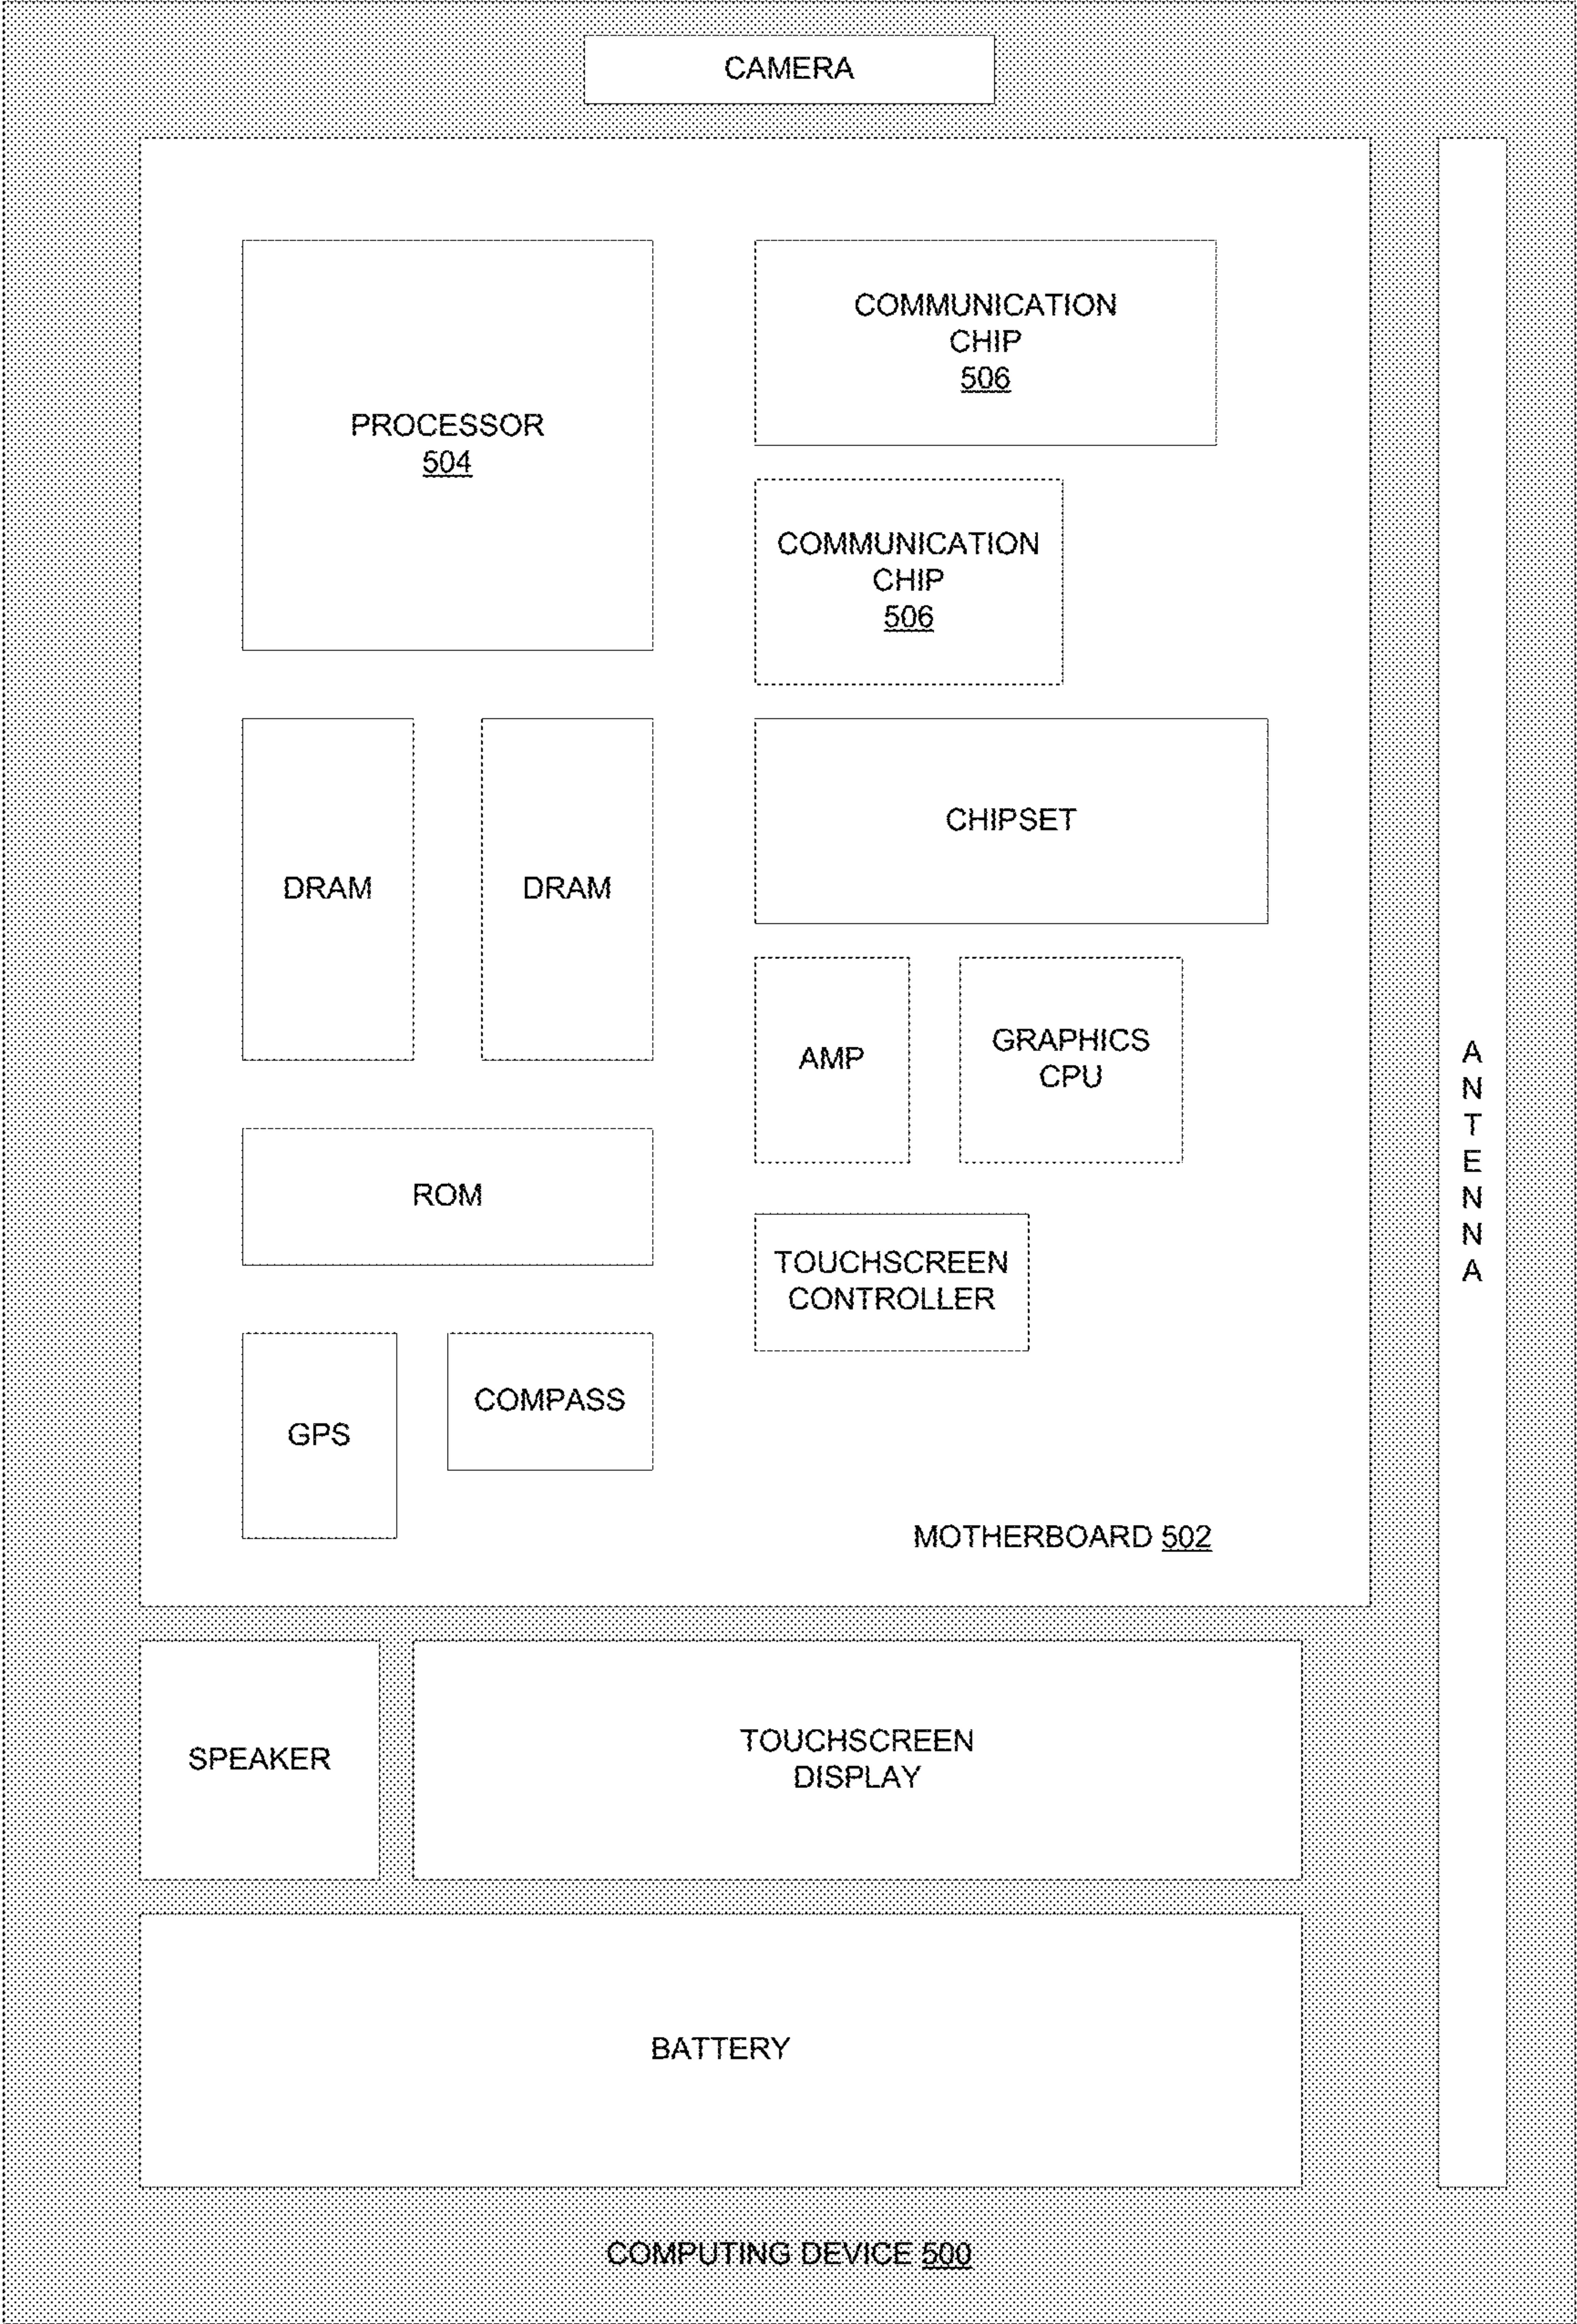 CAMERA
PROCESSOR
504
COMMUNICATION
CHIP
506
COMMUNICATION
CHIP
506
DRAM
DRAM
CHIPSET
AMP
GRAPHICS
CPU
ROM
TOUCHSCREEN
CONTROLLER
GPS
COMPASS
MOTHERBOARD 502
ANTENNA
SPEAKER
TOUCHSCREEN
DISPLAY
BATTERY
COMPUTING DEVICE 500